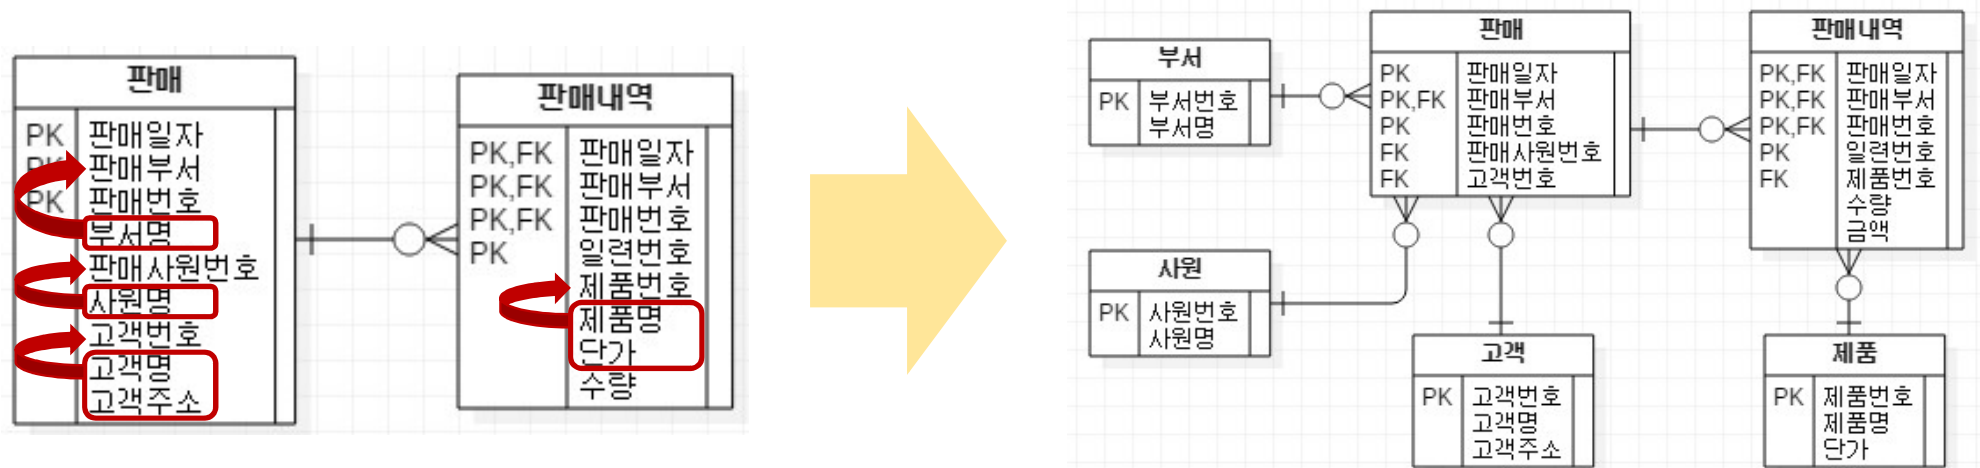 판매
PK 판매일자
PK 판매부서
PK 판매번호
부서명
판매사원번호
사원명
고객번호
고객명
고객주소
판매내역
PK,FK 판매일자
PK,FK 판매부서
PK,FK 판매번호
PK 일련번호
제품번호
제품명
단가
수량
부서
PK 부서번호
부서명
사원
PK 사원번호
사원명
판매
PK 판매일자
PK,FK 판매부서
PK 판매번호
FK 판매사원번호
FK 고객번호
고객
PK 고객번호
고객명
고객주소
판매내역
PK,FK 판매일자
PK,FK 판매부서
PK,FK 판매번호
PK 일련번호
FK 제품번호
수량
금액
제품
PK 제품번호
제품명
단가